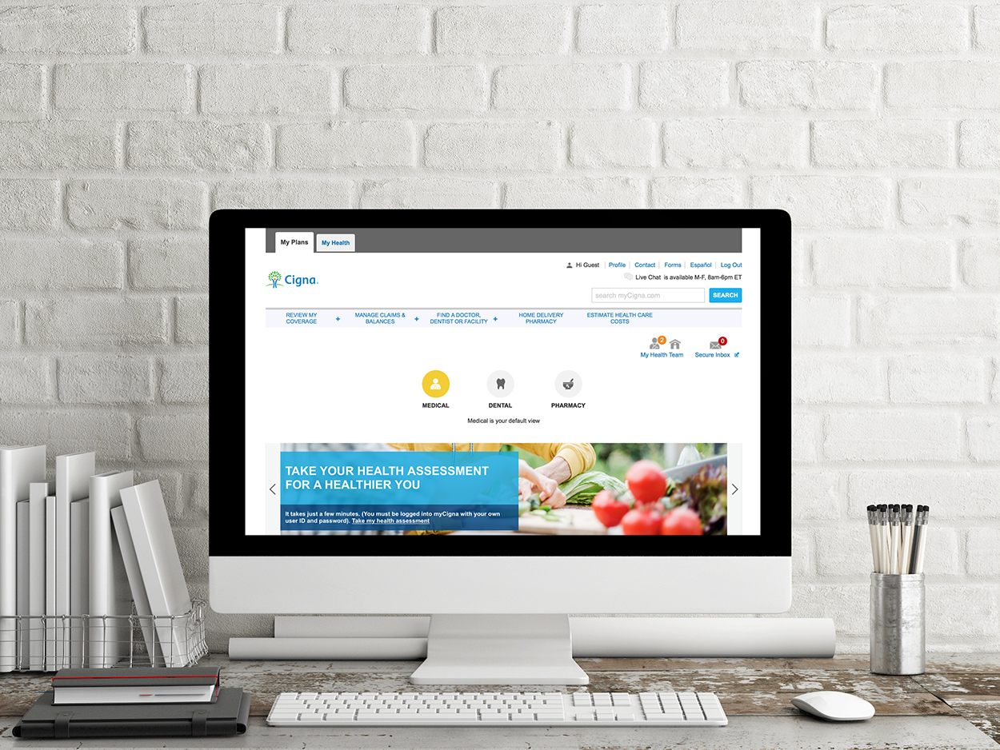 My Plans
My Health
Hi Guest
Profile
Contact
Forms
Español
Log Out
Live Chat is available M-F, 8am-6pm ET
Cigna.
search myCigna.com
SEARCH
REVIEW MY
COVERAGE
MANAGE CLAIMS &
BALANCES
FIND A DOCTOR,
DENTIST OR FACILITY
HOME DELIVERY
PHARMACY
ESTIMATE HEALTH CARE
COSTS
2
0
My Health Team
Secure Inbox
MEDICAL
DENTAL
PHARMACY
Medical is your default view
TAKE YOUR HEALTH ASSESSMENT
FOR A HEALTHIER YOU
It takes just a few minutes. (You must be logged into myCigna with your own
user ID and password). Take my health assessment